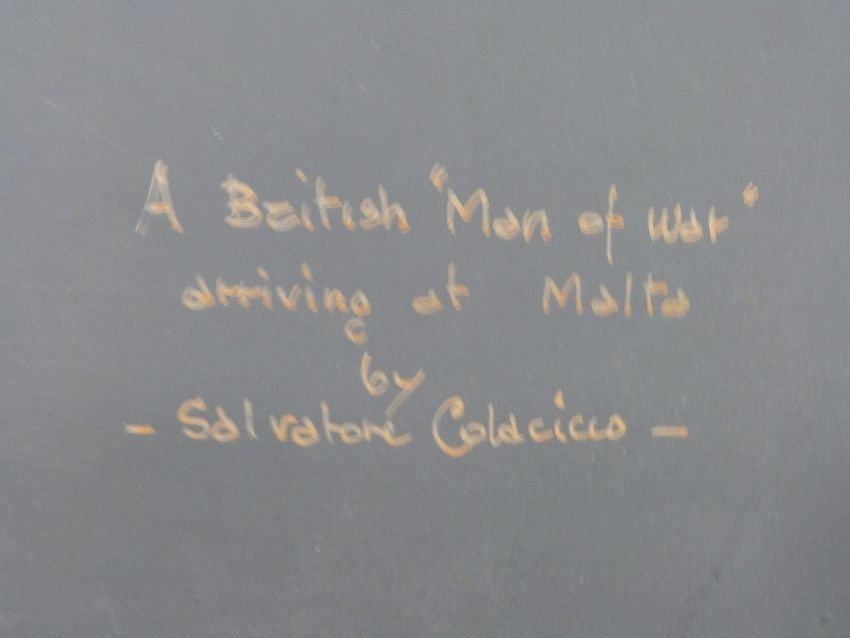 A British "Man of War"
arriving at Malta
by
- Salvatore Colacicco -